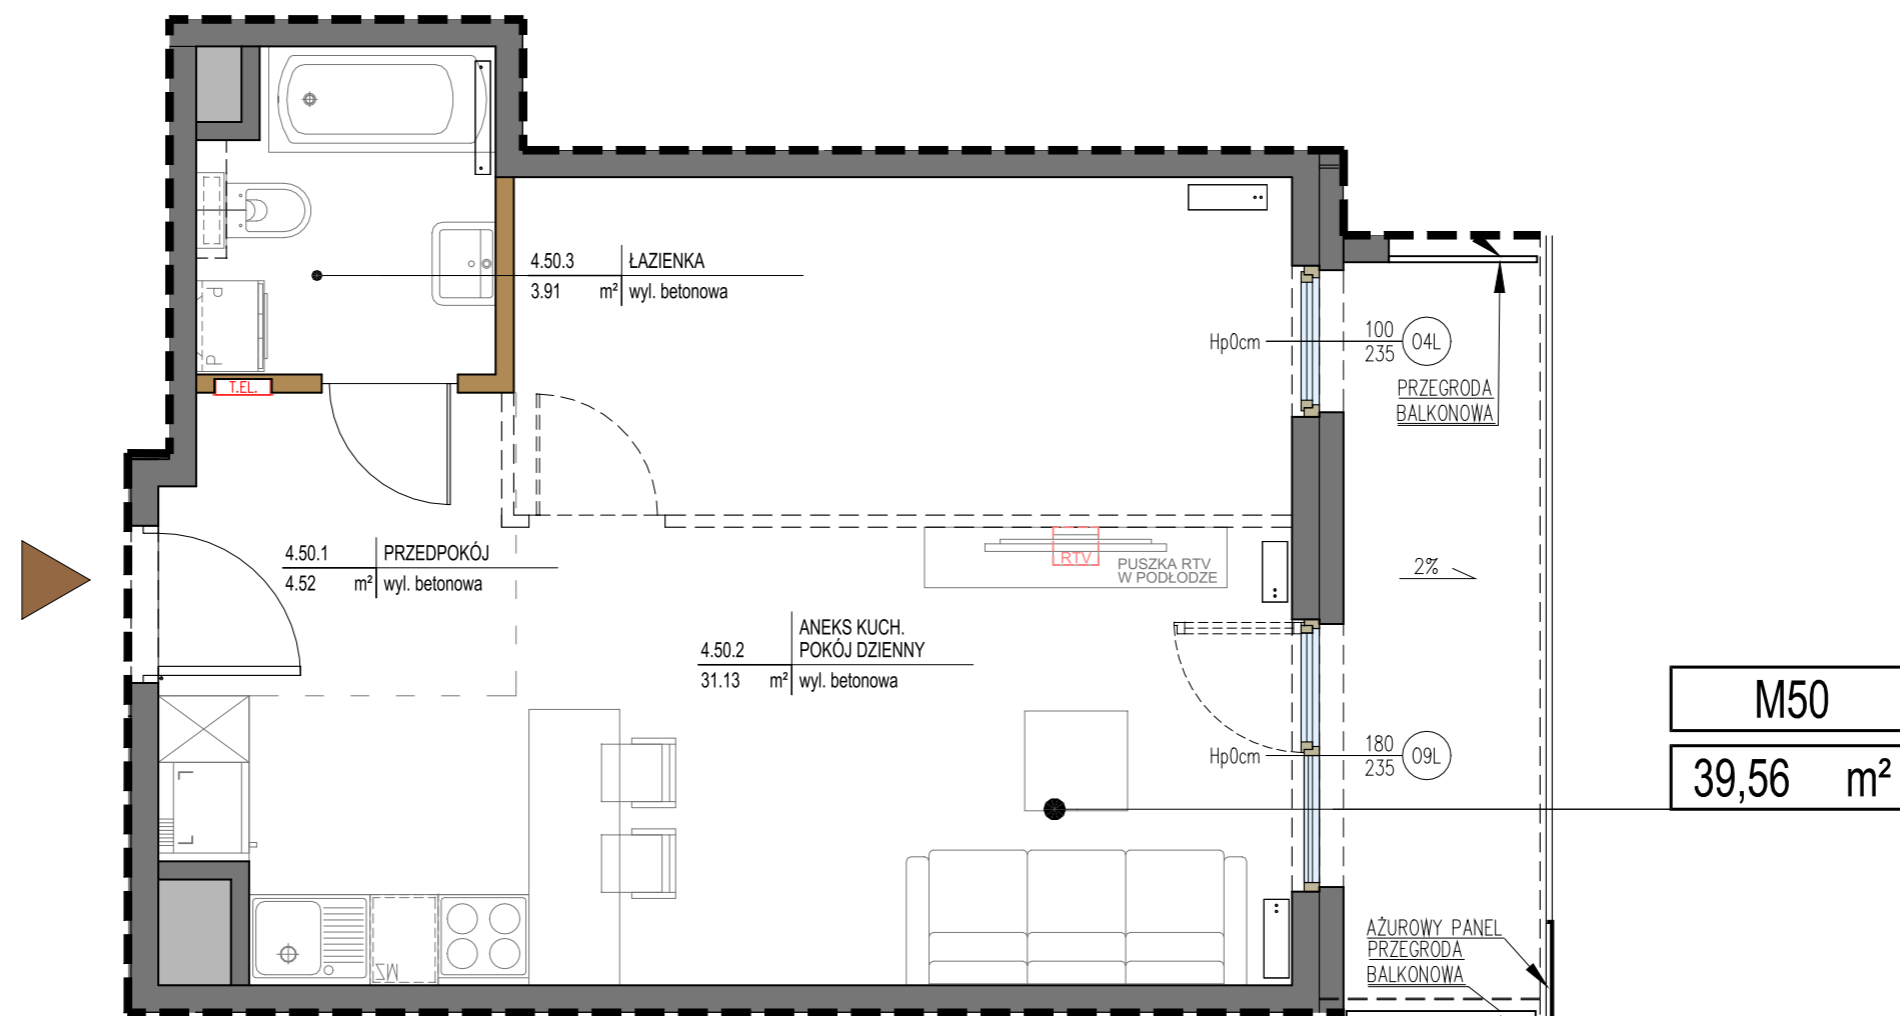 4.50.3 ŁAZIENKA
3.91 m² wyl. betonowa
T.EL.
Hp0cm
100
235
04L
PRZEGRODA
BALKONOWA
4.50.1 PRZEDPOKÓJ
4.52 m² wyl. betonowa
RTV
PUSZKA RTV
W PODŁODZE
2%
4.50.2
ANEKS KUCH.
POKÓJ DZIENNY
31.13 m² wyl. betonowa
M50
39,56 m²
Hp0cm
180
235
09L
AŻUROWY PANEL
PRZEGRODA
BALKONOWA
ZM